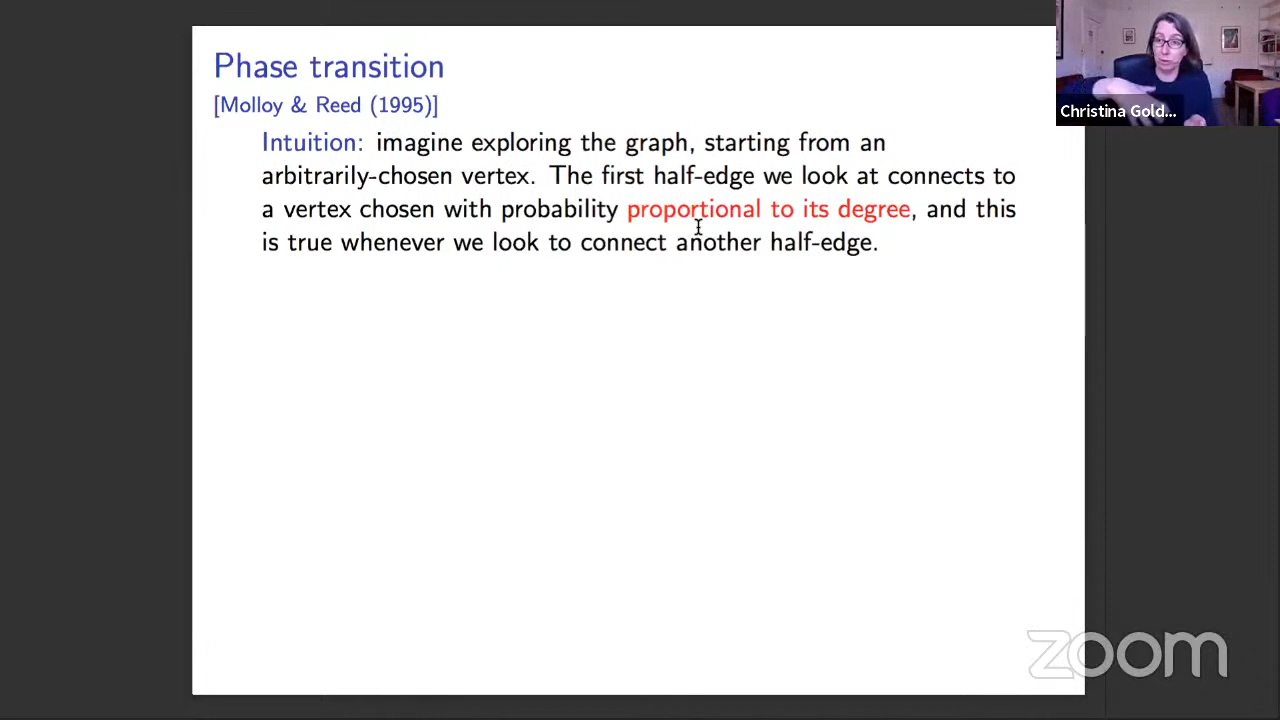 Phase transition
[Molloy & Reed (1995)]
Intuition: imagine exploring the graph, starting from an
arbitrarily-chosen vertex. The first half-edge we look at connects to
a vertex chosen with probability proportional to its degree, and this
is true whenever we look to connect another half-edge.
Christina Gold...
zoom